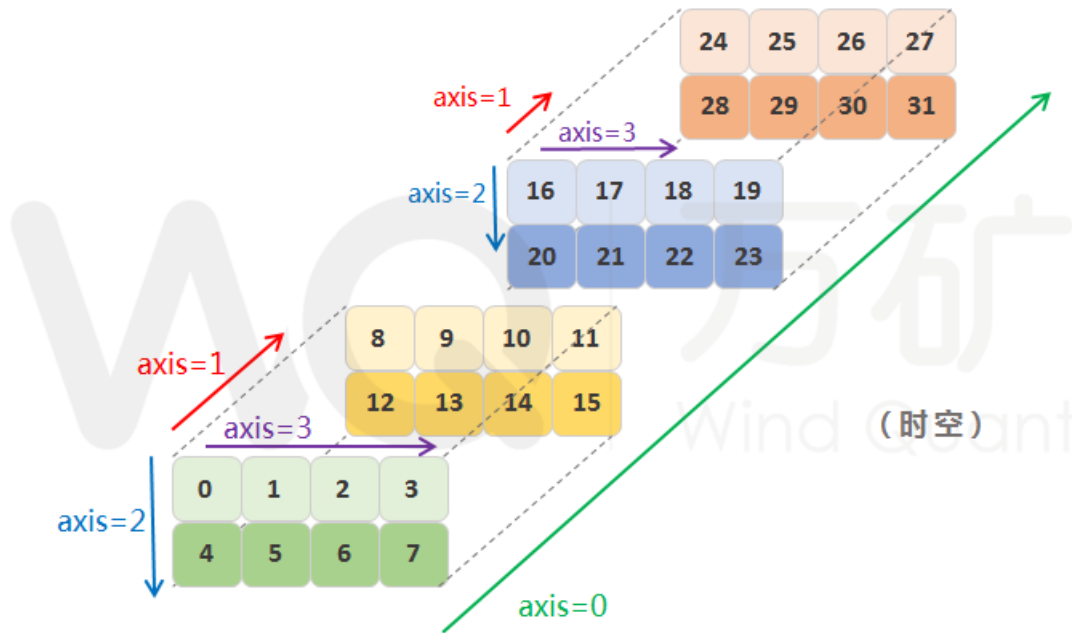 24 25 26 27
axis=1
28 29 30 31
axis=3
16 17 18 19
axis=2
20 21 22 23
万矿
8 9 10 11
axis=1
12 13 14 15
Wind Quant
(时空)
axis=3
0 1 2 3
axis=2
4 5 6 7
axis=0